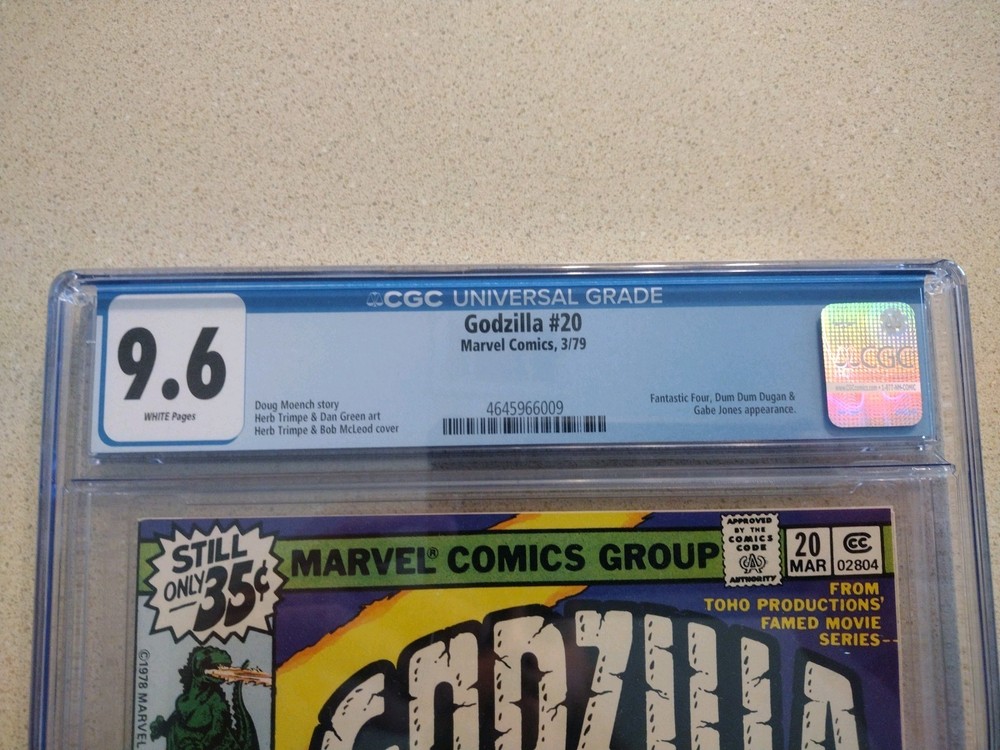 CGC UNIVERSAL GRADE
Godzilla #20
Marvel Comics, 3/79
9.6
WHITE Pages
Doug Moench story
Herb Trimpe & Dan Green art
Herb Trimpe & Bob McLeod cover
4645966009
Fantastic Four, Dum Dum Dugan &
Gabe Jones appearance.
CGC
STILL
ONLY 35¢
MARVEL® COMICS GROUP
APPROVED
BY THE
COMICS
CODE
AUTHORITY
20
MAR
CC
02804
FROM
TOHO PRODUCTIONS'
FAMED MOVIE
SERIES--
GODZILLA
©1978 MARVEL